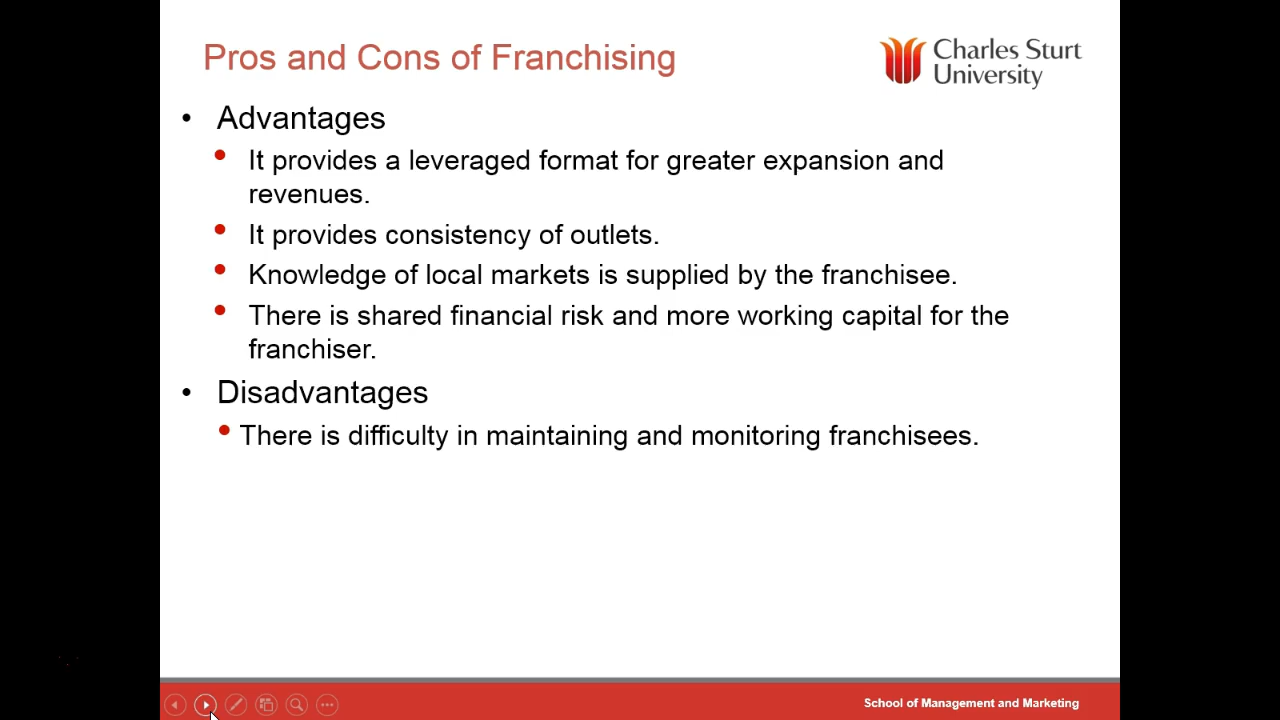 Pros and Cons of Franchising
Charles Sturt
University
• Advantages
• It provides a leveraged format for greater expansion and
revenues.
• It provides consistency of outlets.
• Knowledge of local markets is supplied by the franchisee.
• There is shared financial risk and more working capital for the
franchiser.
• Disadvantages
• There is difficulty in maintaining and monitoring franchisees.
School of Management and Marketing